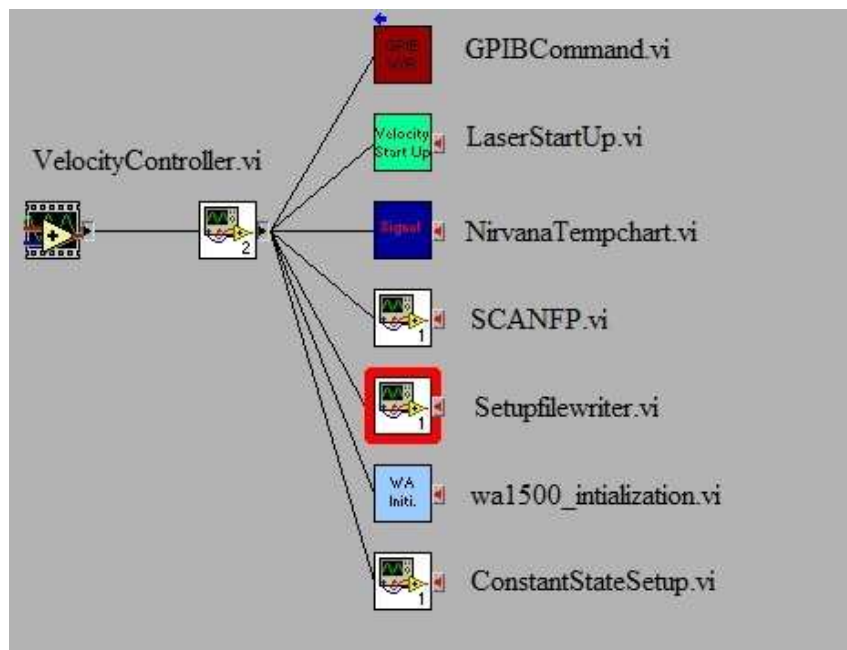 GPIBCommand.vi
Velocity
Start Up
LaserStartUp.vi
VelocityController.vi
2
Signal
NirvanaTempchart.vi
1
SCANFP.vi
1
Setupfilewriter.vi
WA
Initi.
wa1500_intialization.vi
1
ConstantStateSetup.vi